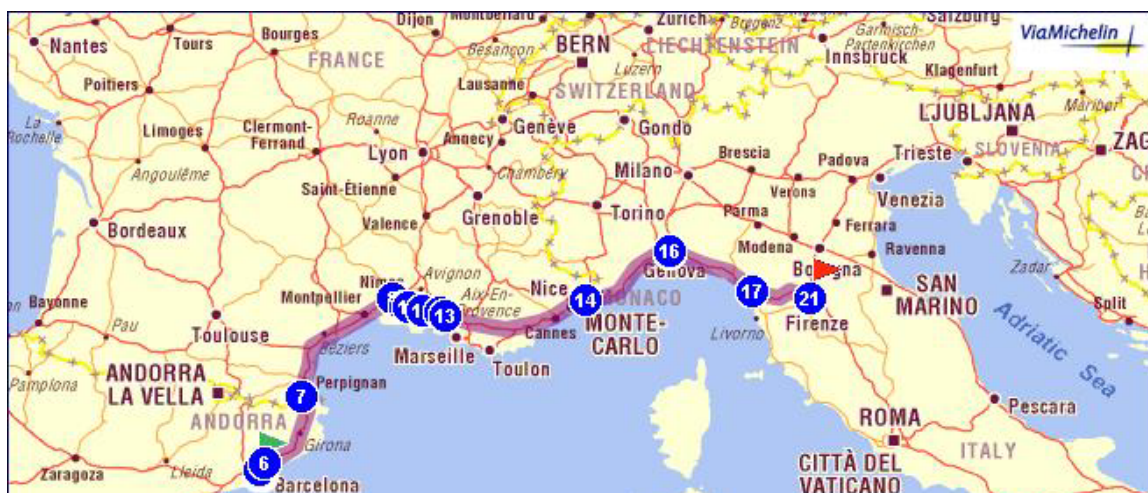 Nantes
Tours
Bourges
Dijon
Montbéliard
Zurich
Bregenz
Garmisch-
Partenkirchen
Salzburg
ViaMichelin
FRANCE
Besançon
BERN
LIECHTENSTEIN
Innsbruck
Poitiers
Lausanne
Luzern
SWITZERLAND
Klagenfurt
Maribor
La
Rochelle
Limoges
Clermont-
Ferrand
Roanne
Annecy
Genève
Gondo
LJUBLJANA
SLOVENIA
ZAG
Angoulême
Lyon
Chambéry
Brescia
Padova
Trieste
Saint-Étienne
Milano
Verona
Venezia
Bordeaux
Valence
Grenoble
Torino
Parma
Ferrara
Modena
Ravenna
16
Genova
Bologna
Zadar
Nîmes
Avignon
Aix-En-
Provence
Nice
14
MONACO
17
21
SAN
MARINO
Split
Bayonne
Pau
Toulouse
Montpellier
13
Cannes
MONTE-
CARLO
Livorno
Firenze
Adriatic Sea
Béziers
Marseille
Toulon
Pamplona
ANDORRA
LA VELLA
7
Perpignan
Pescara
ANDORRA
Girona
ROMA
ITALY
Zaragoza
Lleida
6
Barcelona
CITTÀ DEL
VATICANO